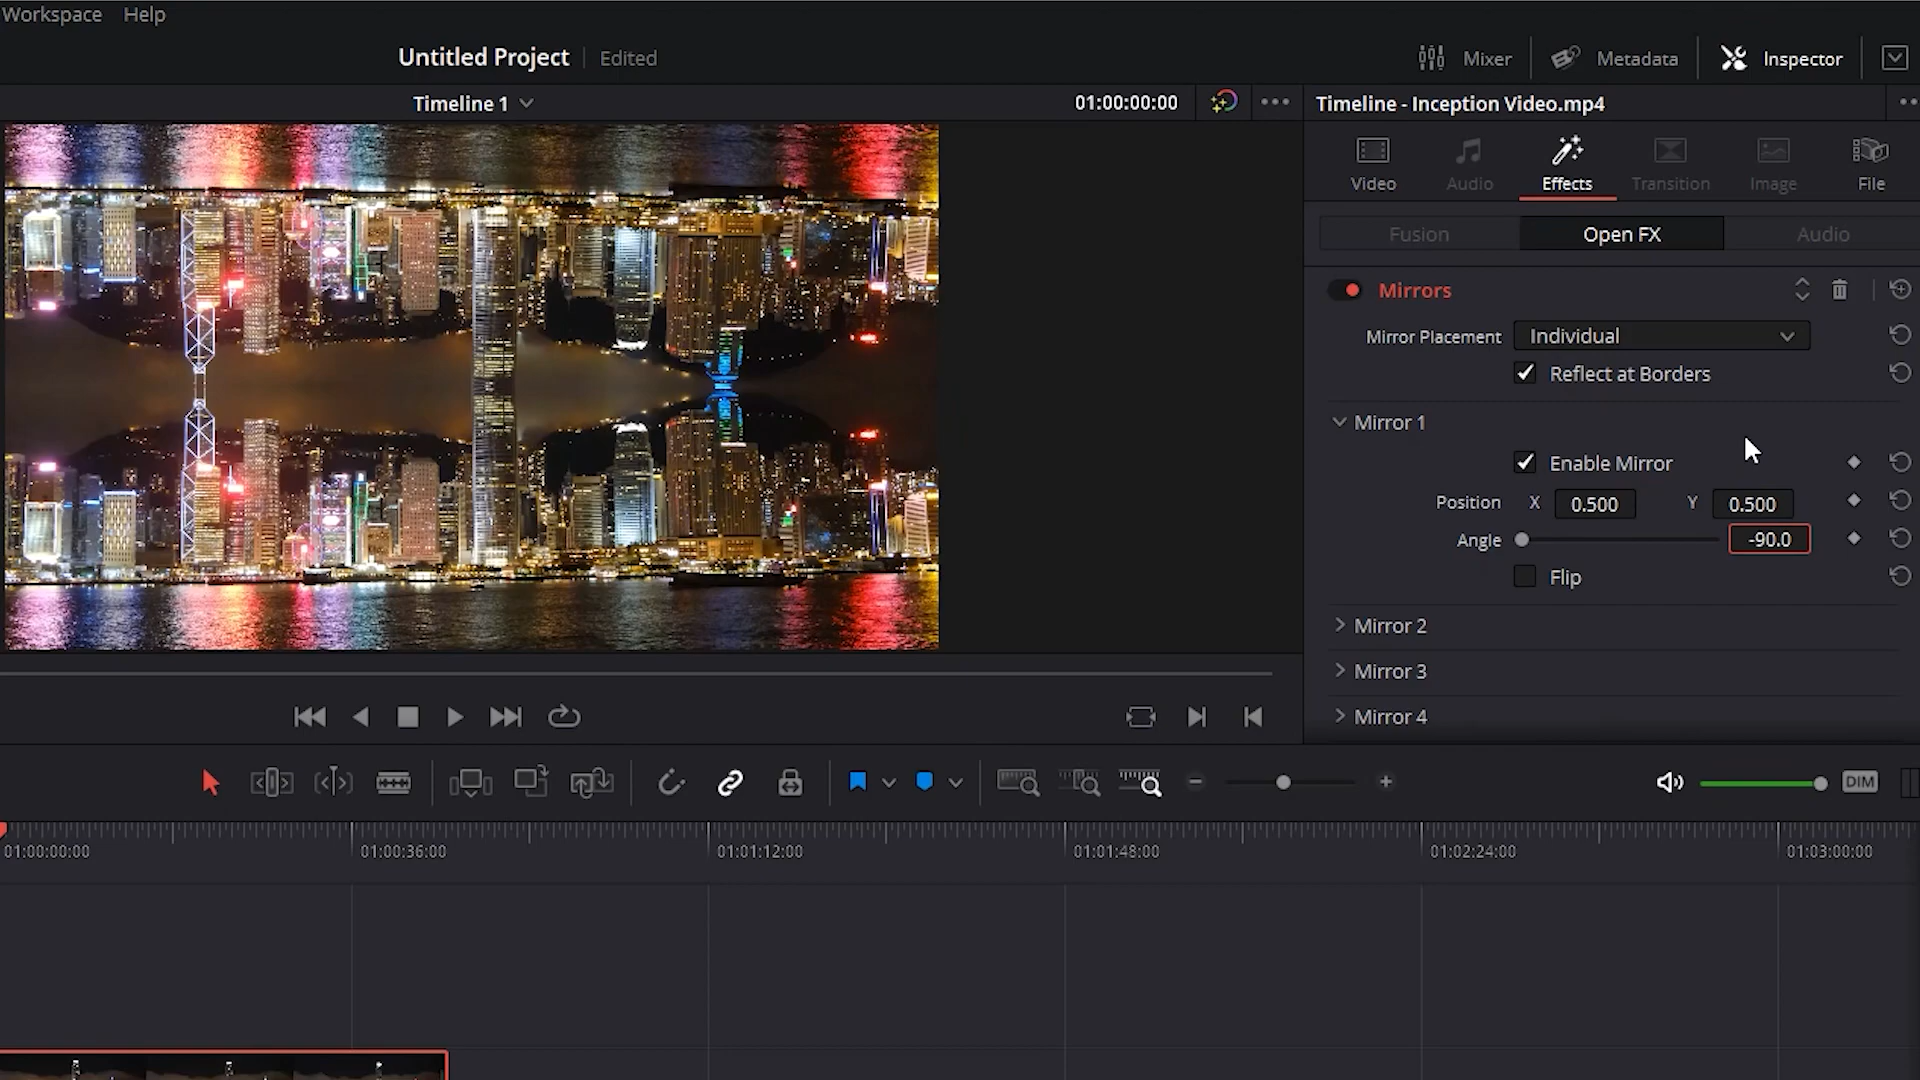 Workspace Help
Untitled Project Edited
Mixer Metadata Inspector
Timeline 1 01:00:00:00
Timeline - Inception Video.mp4
Video Audio Effects Transition Image File
Fusion Open FX Audio
Mirrors
Mirror Placement Individual
Reflect at Borders
Mirror 1
Enable Mirror
Position X 0.500 Y 0.500
Angle -90.0
Flip
Mirror 2
Mirror 3
Mirror 4
DIM
01:00:00:00 01:00:36:00 01:01:12:00 01:01:48:00 01:02:24:00 01:03:00:00